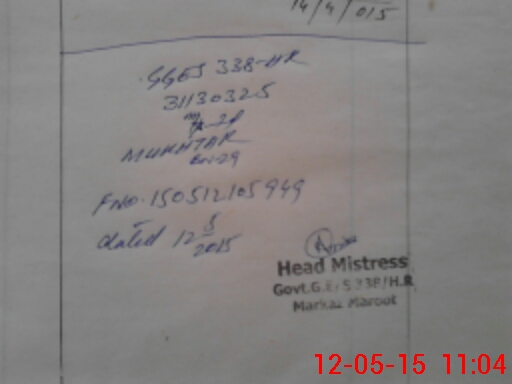 14/4/015
GGES 338-HR
31130325
m
MUKHTAR
F NO. 150512105949
dated 12 5
2015
Head Mistress
Govt.G.E/S 338/H.R
Markaz Maroot
12-05-15 11:04